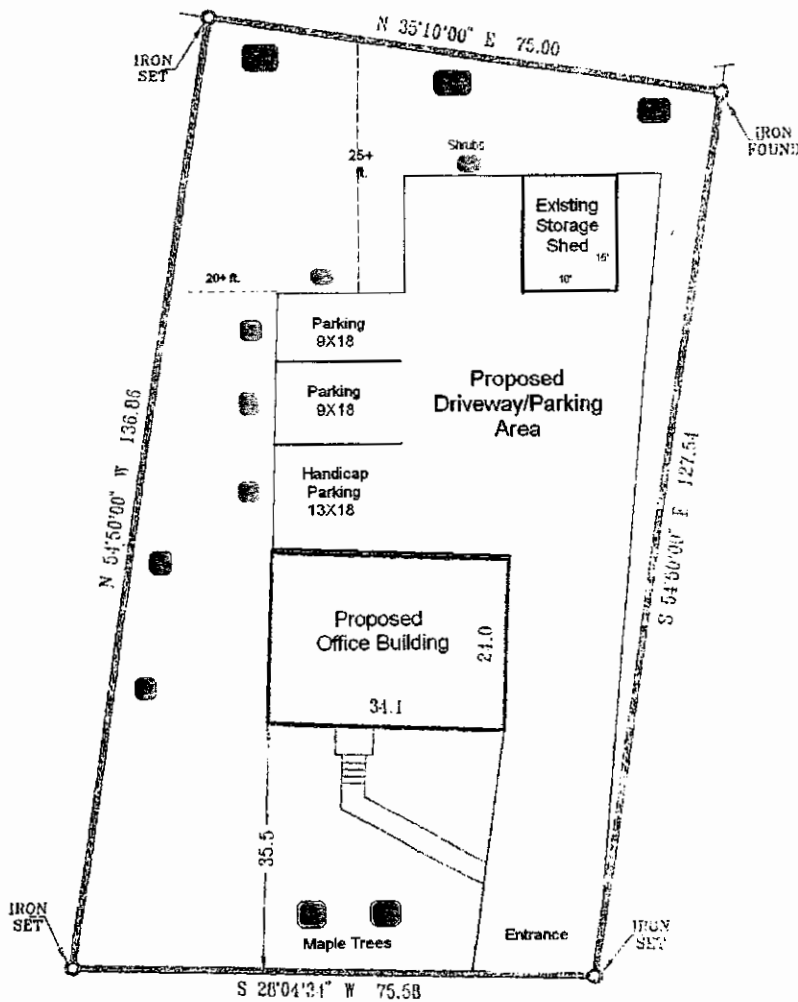 N 35°10'00" E 75.00
IRON
SET
IRON
FOUND
Shrubs
25+
ft.
Existing
Storage
Shed
15'
10'
20+ ft.
Parking
9X18
Parking
9X18
Proposed
Driveway/Parking
Area
Handicap
Parking
13X18
N 54°50'00" W 136.86
S 54°50'00" E 127.54
Proposed
Office Building
24.0
34.1
35.5
Maple Trees
Entrance
IRON
SET
IRON
SET
S 28°04'34" W 75.58